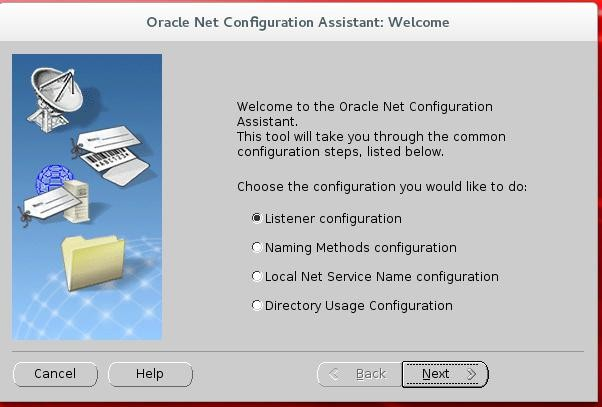 Oracle Net Configuration Assistant: Welcome
Welcome to the Oracle Net Configuration
Assistant.
This tool will take you through the common
configuration steps, listed below.
Choose the configuration you would like to do:
Listener configuration
Naming Methods configuration
Local Net Service Name configuration
Directory Usage Configuration
Cancel
Help
Back
Next